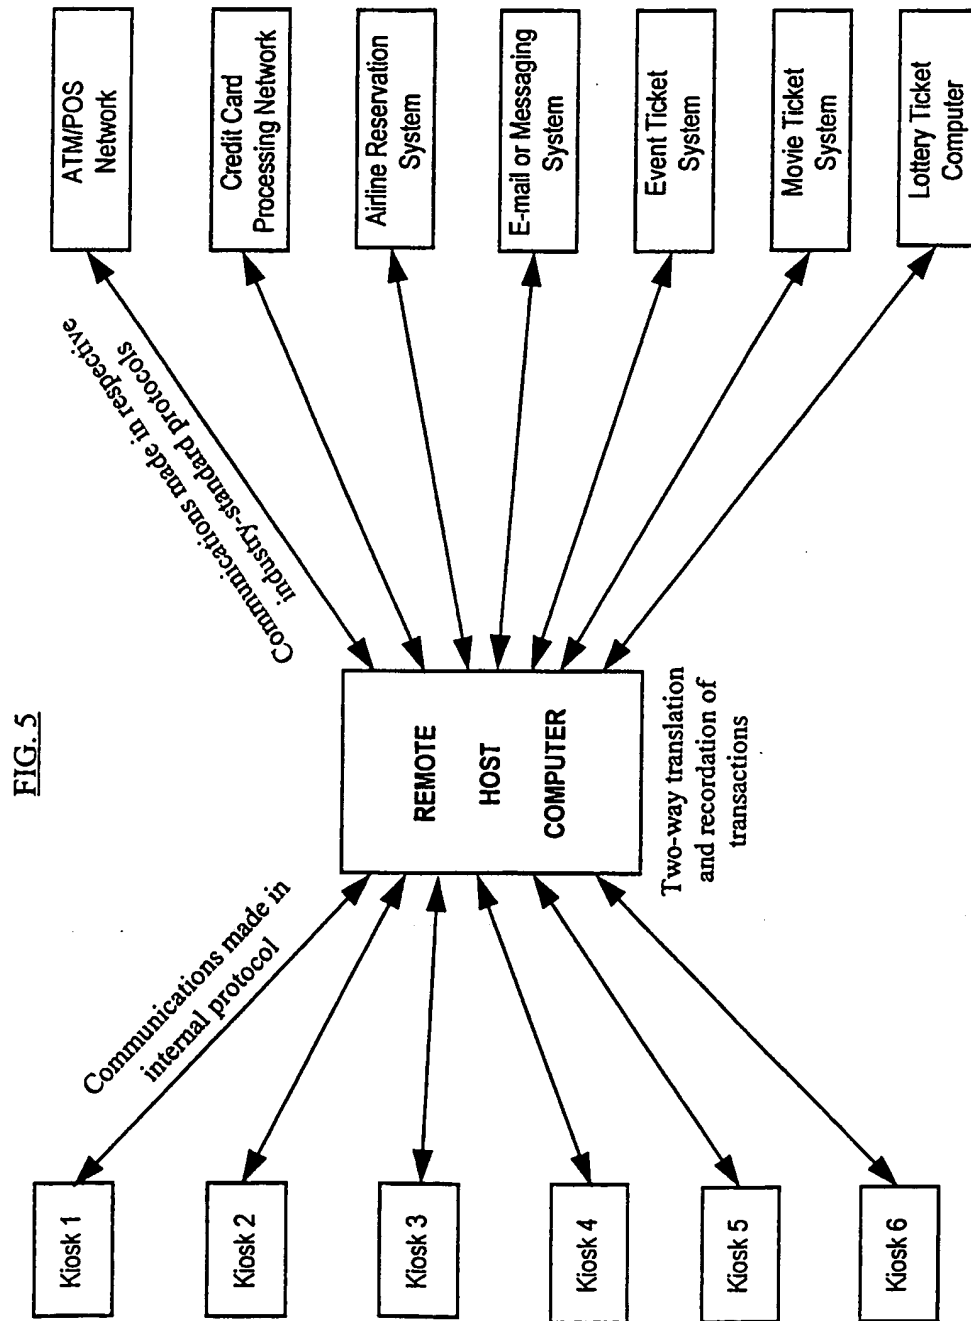 FIG. 5
Kiosk 1
Kiosk 2
Kiosk 3
Kiosk 4
Kiosk 5
Kiosk 6
Communications made in
internal protocol
REMOTE
HOST
COMPUTER
Two-way translation
and recordation of
transactions
Communications made in respective
industry-standard protocols
ATM/POS
Network
Credit Card
Processing Network
Airline Reservation
System
E-mail or Messaging
System
Event Ticket
System
Movie Ticket
System
Lottery Ticket
Computer